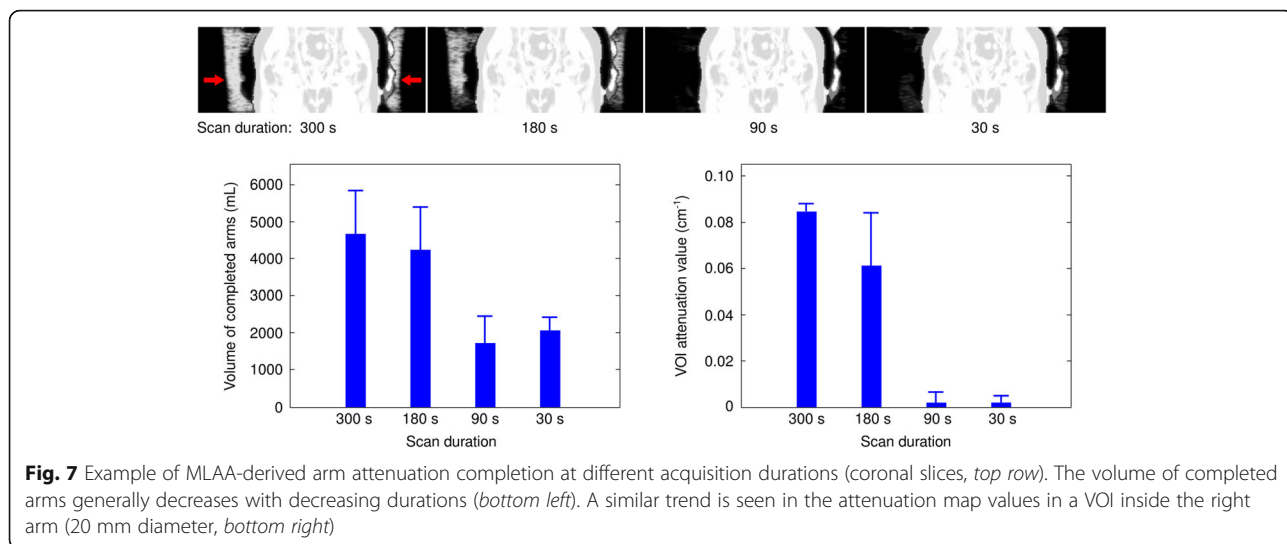 Scan duration: 300 s 180 s 90 s 30 s
Volume of completed arms (mL)
6000
5000
4000
3000
2000
1000
0
300 s 180 s 90 s 30 s
Scan duration
VOI attenuation value (cm⁻¹)
0.10
0.08
0.06
0.04
0.02
0
300 s 180 s 90 s 30 s
Scan duration
Fig. 7 Example of MLAA-derived arm attenuation completion at different acquisition durations (coronal slices, top row). The volume of completed
arms generally decreases with decreasing durations (bottom left). A similar trend is seen in the attenuation map values in a VOI inside the right
arm (20 mm diameter, bottom right)